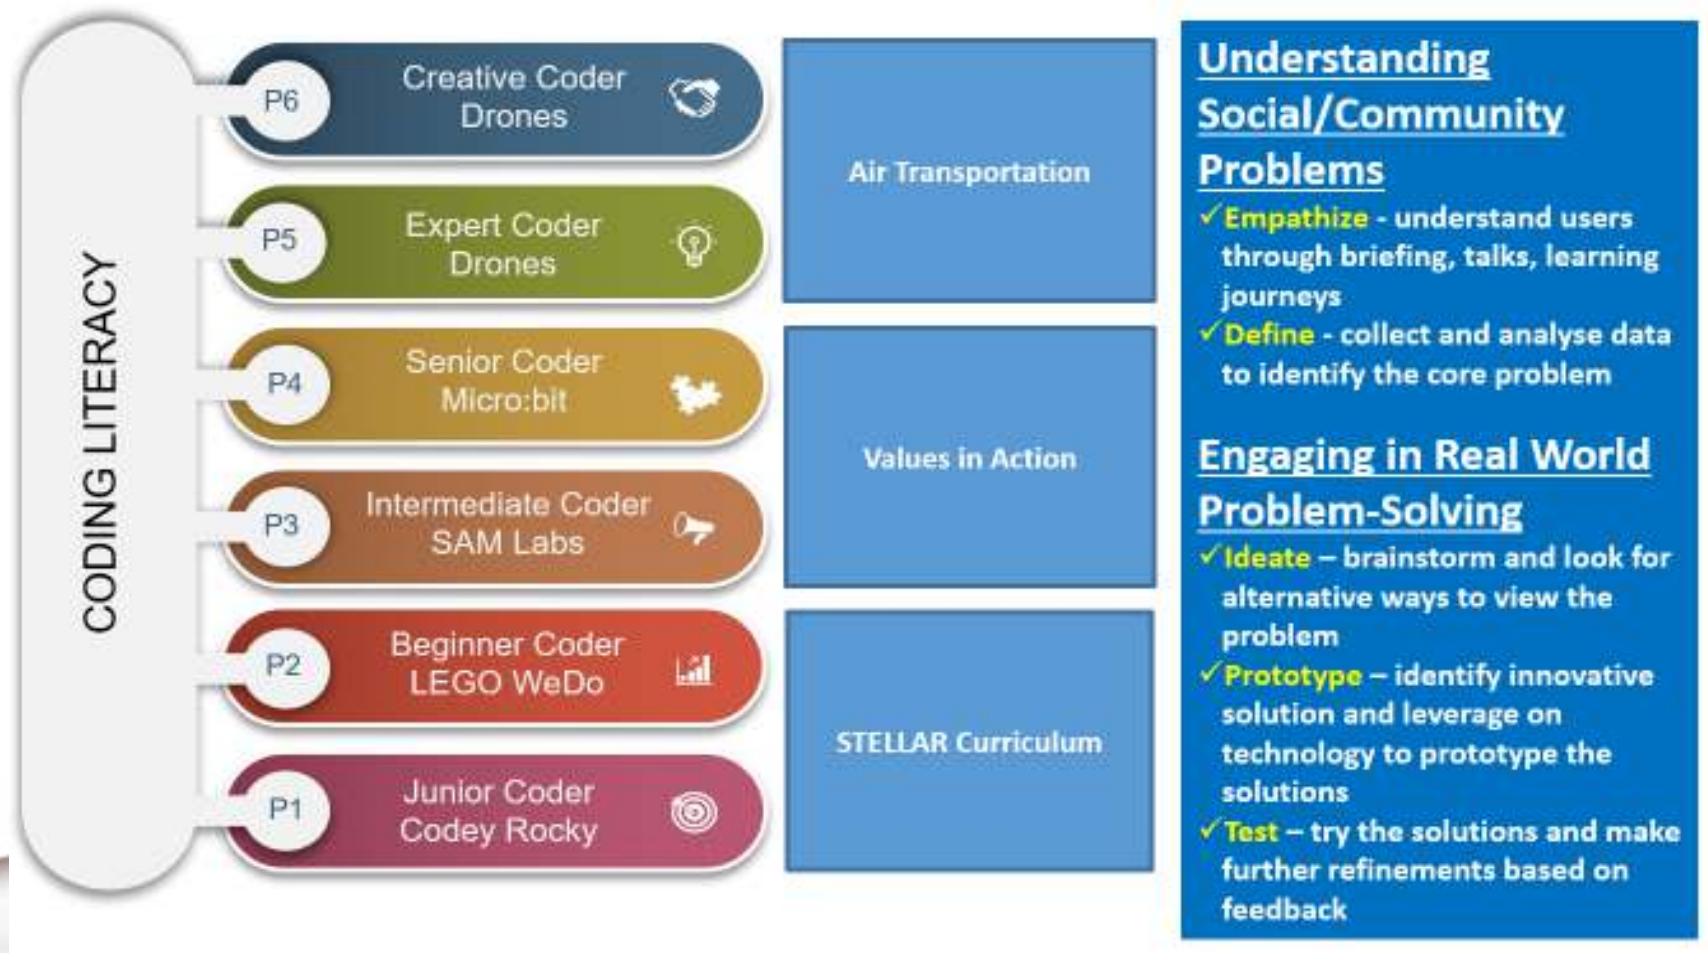 CODING LITERACY
P6
Creative Coder
Drones
P5
Expert Coder
Drones
P4
Senior Coder
Micro:bit
P3
Intermediate Coder
SAM Labs
P2
Beginner Coder
LEGO WeDo
P1
Junior Coder
Codey Rocky
Air Transportation
Values in Action
STELLAR Curriculum
Understanding
Social/Community
Problems
✓Empathize - understand users
through briefing, talks, learning
journeys
✓Define - collect and analyse data
to identify the core problem
Engaging in Real World
Problem-Solving
✓Ideate – brainstorm and look for
alternative ways to view the
problem
✓Prototype – identify innovative
solution and leverage on
technology to prototype the
solutions
✓Test – try the solutions and make
further refinements based on
feedback